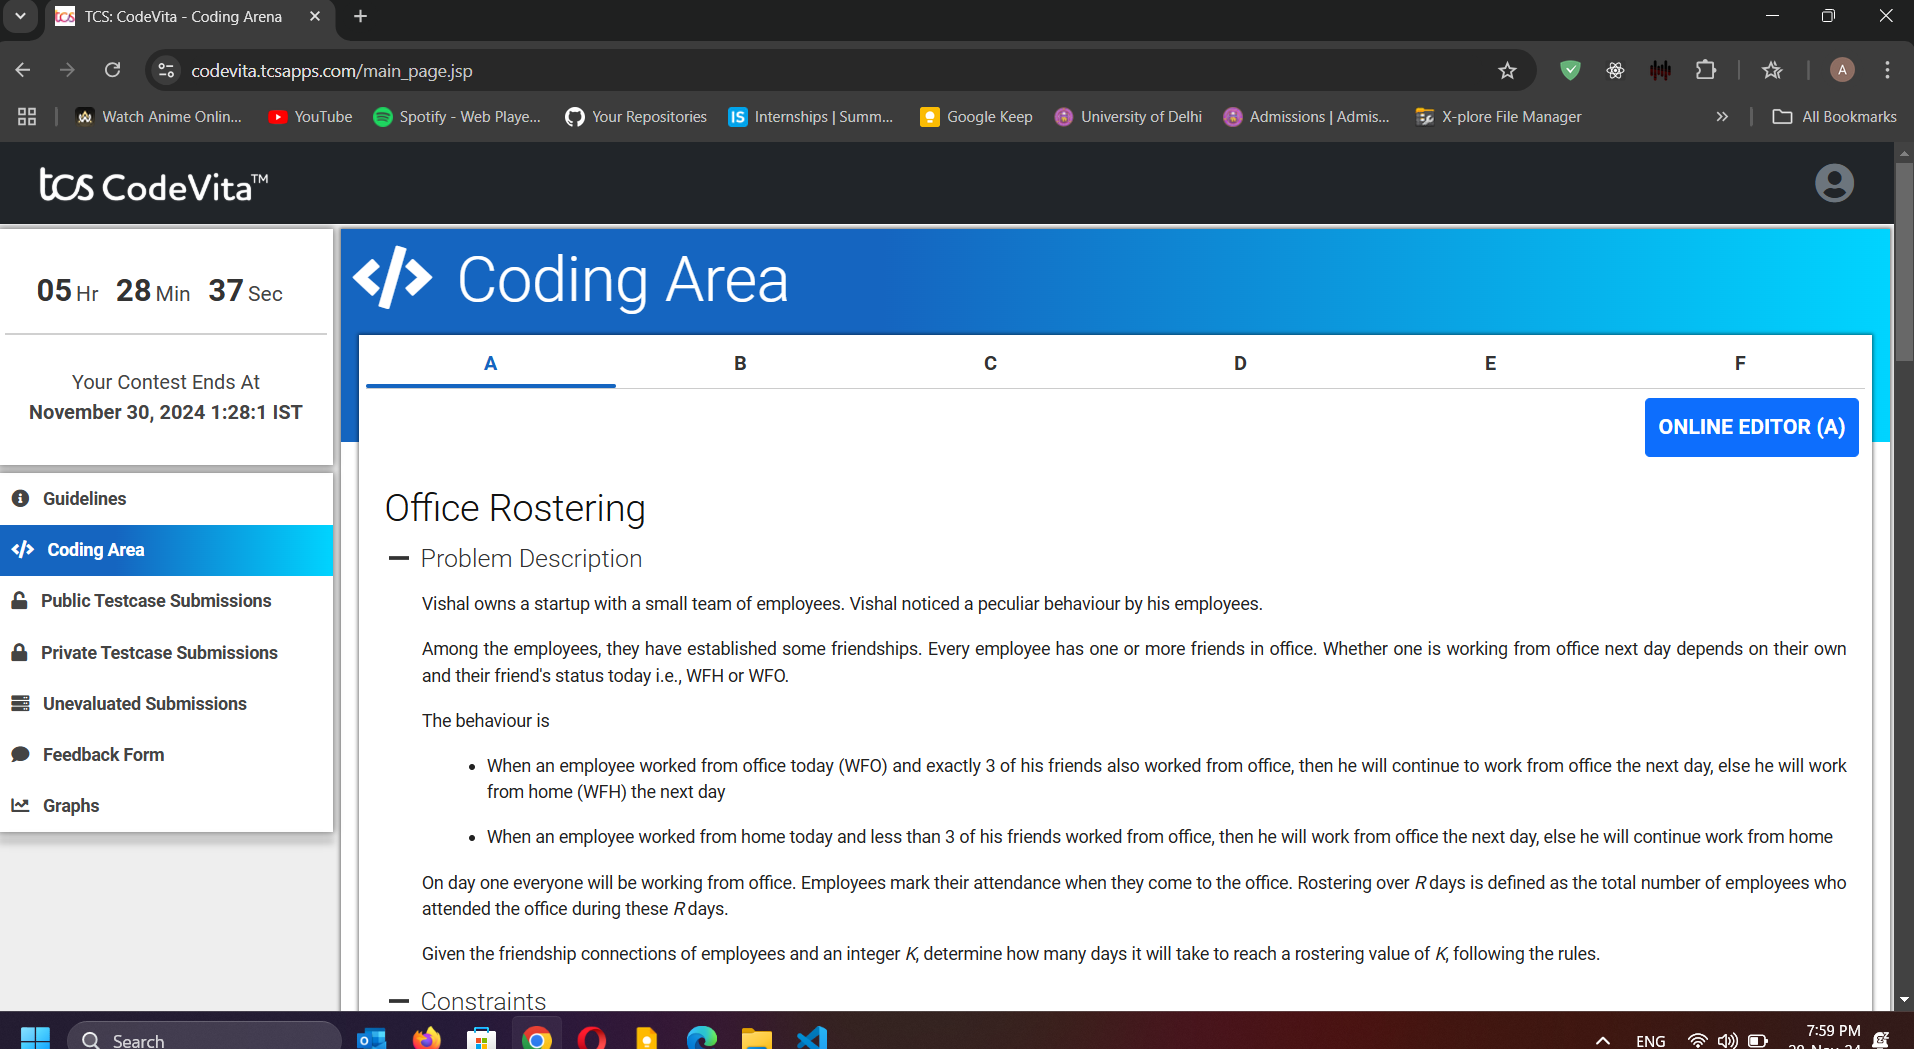 TCS: CodeVita - Coding Arena
codevita.tcsapps.com/main_page.jsp
A
Watch Anime Onlin...
YouTube
Spotify - Web Playe...
Your Repositories
IS Internships | Summ...
Google Keep
University of Delhi
Admissions | Admis...
X-plore File Manager
»
All Bookmarks
tcs CodeVita™
05 Hr 28 Min 37 Sec
Your Contest Ends At
November 30, 2024 1:28:1 IST
Guidelines
Coding Area
Public Testcase Submissions
Private Testcase Submissions
Unevaluated Submissions
Feedback Form
Graphs
</> Coding Area
A B C D E F
ONLINE EDITOR (A)
Office Rostering
Problem Description
Vishal owns a startup with a small team of employees. Vishal noticed a peculiar behaviour by his employees.
Among the employees, they have established some friendships. Every employee has one or more friends in office. Whether one is working from office next day depends on their own
and their friend's status today i.e., WFH or WFO.
The behaviour is
• When an employee worked from office today (WFO) and exactly 3 of his friends also worked from office, then he will continue to work from office the next day, else he will work
from home (WFH) the next day
• When an employee worked from home today and less than 3 of his friends worked from office, then he will work from office the next day, else he will continue work from home
On day one everyone will be working from office. Employees mark their attendance when they come to the office. Rostering over R days is defined as the total number of employees who
attended the office during these R days.
Given the friendship connections of employees and an integer K, determine how many days it will take to reach a rostering value of K, following the rules.
Constraints
Search
ENG
7:59 PM